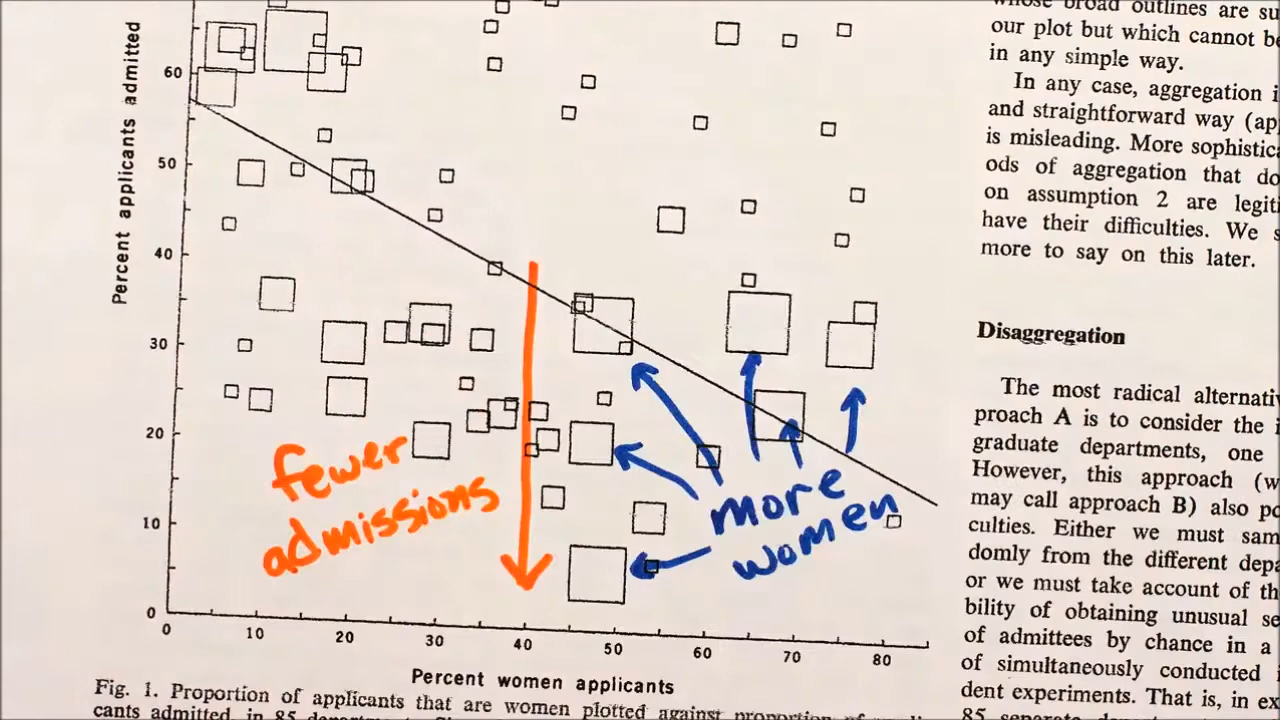 whose broad outlines are su
our plot but which cannot be
in any simple way.
In any case, aggregation i
and straightforward way (ap
is misleading. More sophistica
ods of aggregation that do
on assumption 2 are legiti
have their difficulties. We s
more to say on this later.
Disaggregation
The most radical alternativ
proach A is to consider the i
graduate departments, one
However, this approach (w
may call approach B) also po
culties. Either we must sam
domly from the different depa
or we must take account of th
bility of obtaining unusual se
of admittees by chance in a
of simultaneously conducted i
dent experiments. That is, in ex
85 separate
Percent applicants admitted
60
50
40
30
20
10
0
0 10 20 30 40 50 60 70 80
Percent women applicants
fewer
admissions
more
women
Fig. 1. Proportion of applicants that are women plotted against proportion of appli
cants admitted, in 85